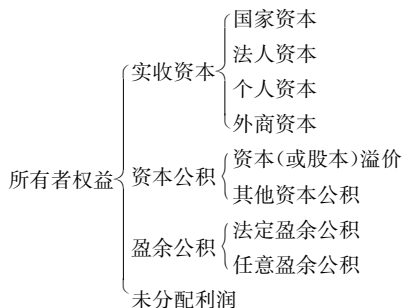 国家资本
法人资本
实收资本
个人资本
外商资本
资本(或股本)溢价
所有者权益
资本公积
其他资本公积
法定盈余公积
盈余公积
任意盈余公积
未分配利润